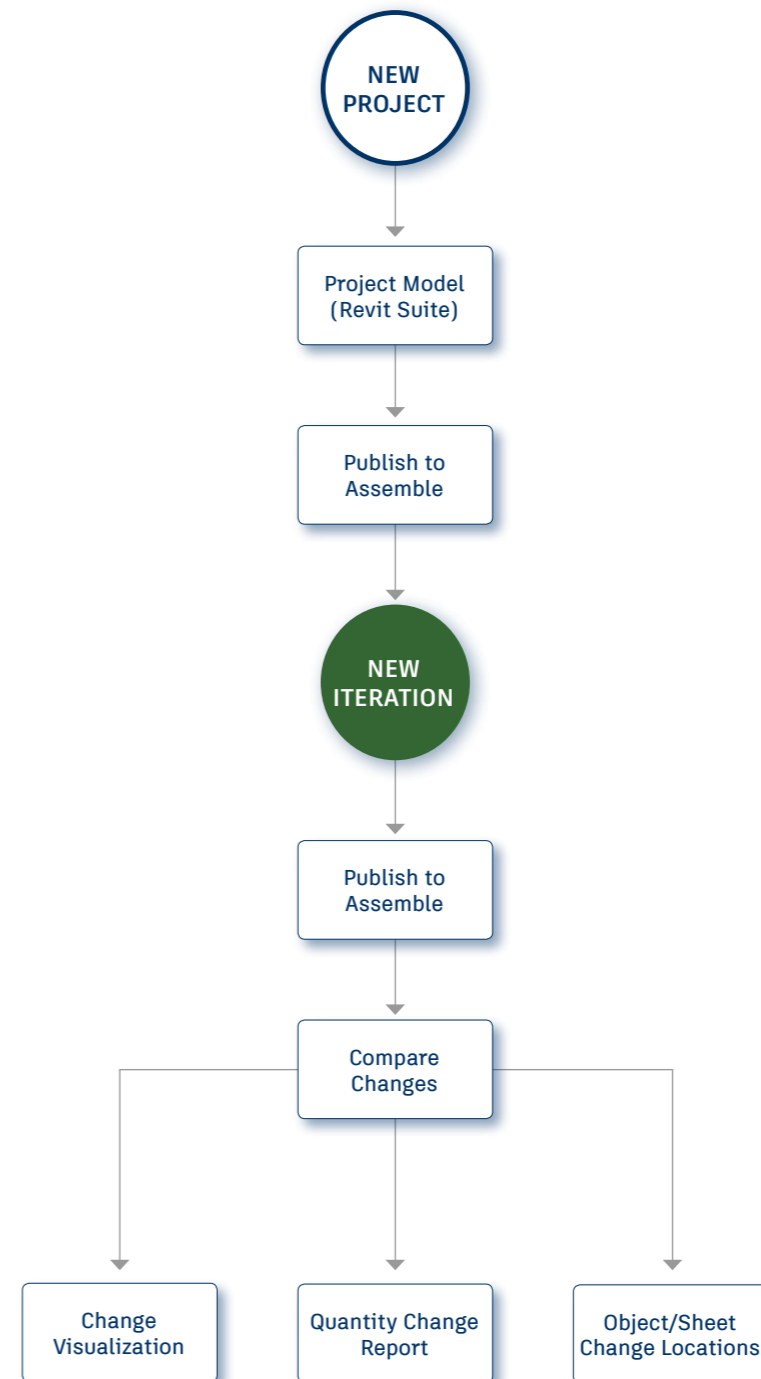 NEW
PROJECT
Project Model
(Revit Suite)
Publish to
Assemble
NEW
ITERATION
Publish to
Assemble
Compare
Changes
Change
Visualization
Quantity Change
Report
Object/Sheet
Change Locations